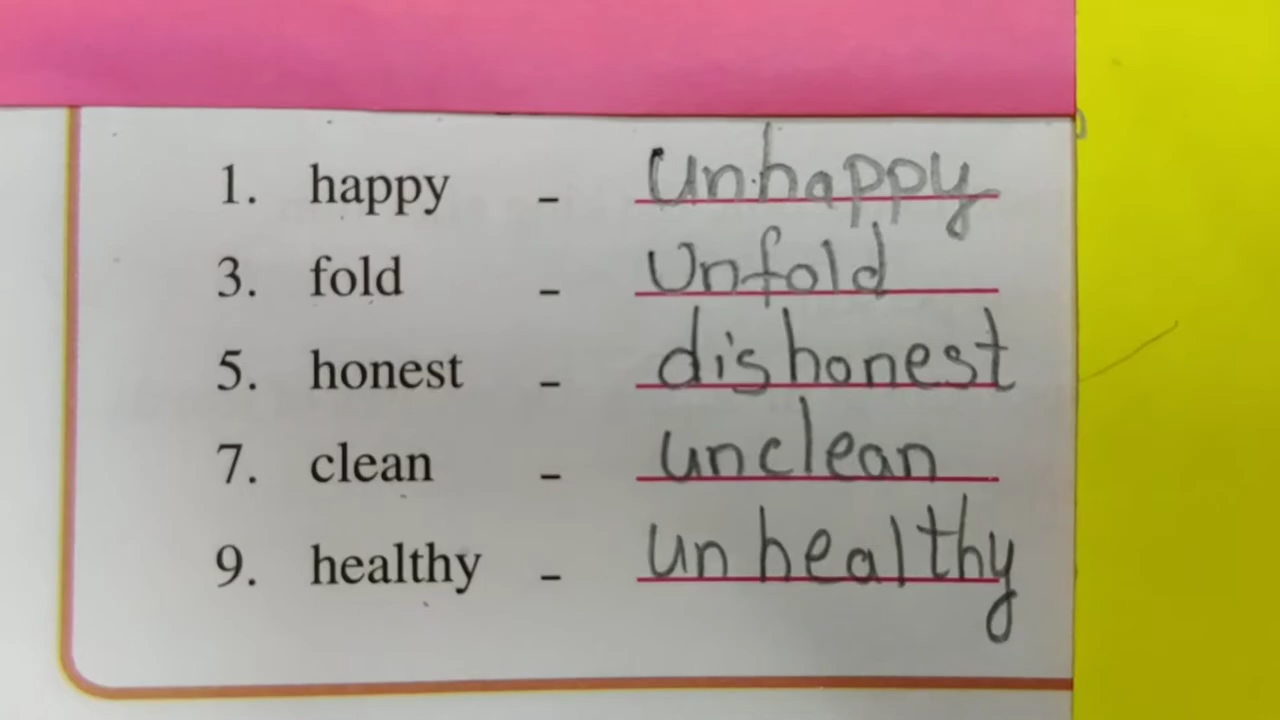 1. happy - unhappy
3. fold - Unfold
5. honest - dishonest
7. clean - unclean
9. healthy - unhealthy